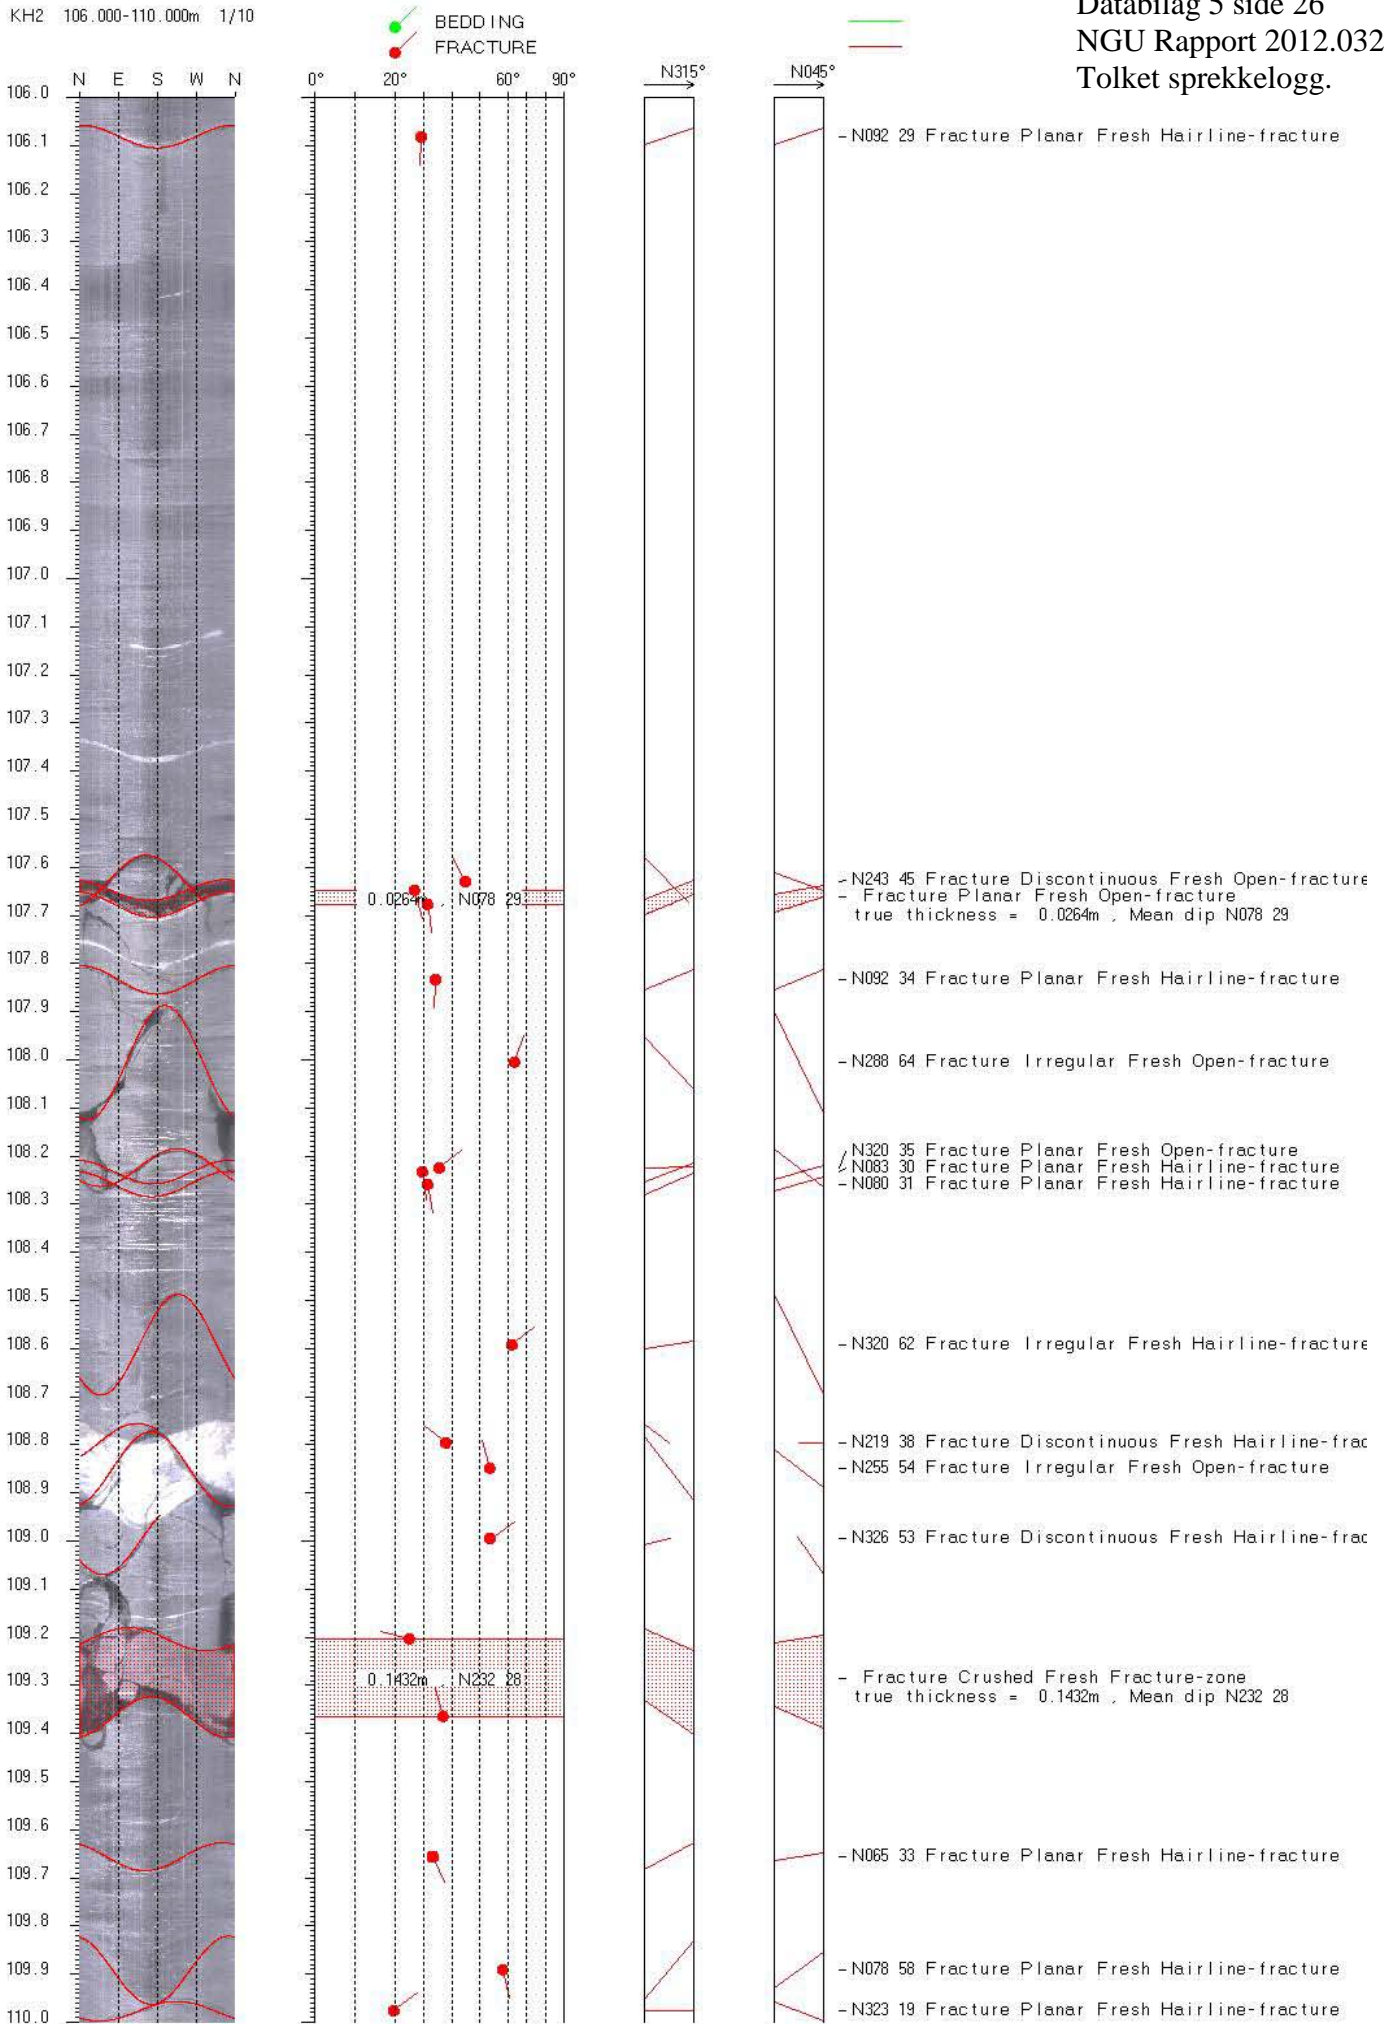 Databilag 5 side 26
NGU Rapport 2012.032
Tolket sprekkelogg.
KH2 106.000-110.000m 1/10
BEDDING
FRACTURE
N E S W N
0° 20° 60° 90°
N315°
N045°
106.0
106.1
106.2
106.3
106.4
106.5
106.6
106.7
106.8
106.9
107.0
107.1
107.2
107.3
107.4
107.5
107.6
107.7
107.8
107.9
108.0
108.1
108.2
108.3
108.4
108.5
108.6
108.7
108.8
108.9
109.0
109.1
109.2
109.3
109.4
109.5
109.6
109.7
109.8
109.9
110.0
0.0264m , N078 29
0.1432m , N232 28
N092 29 Fracture Planar Fresh Hairline-fracture
N243 45 Fracture Discontinuous Fresh Open-fracture
Fracture Planar Fresh Open-fracture
true thickness = 0.0264m , Mean dip N078 29
N092 34 Fracture Planar Fresh Hairline-fracture
N288 64 Fracture Irregular Fresh Open-fracture
N320 35 Fracture Planar Fresh Open-fracture
N083 30 Fracture Planar Fresh Hairline-fracture
N080 31 Fracture Planar Fresh Hairline-fracture
N320 62 Fracture Irregular Fresh Hairline-fracture
N219 38 Fracture Discontinuous Fresh Hairline-frac
N255 54 Fracture Irregular Fresh Open-fracture
N326 53 Fracture Discontinuous Fresh Hairline-frac
Fracture Crushed Fresh Fracture-zone
true thickness = 0.1432m , Mean dip N232 28
N065 33 Fracture Planar Fresh Hairline-fracture
N078 58 Fracture Planar Fresh Hairline-fracture
N323 19 Fracture Planar Fresh Hairline-fracture